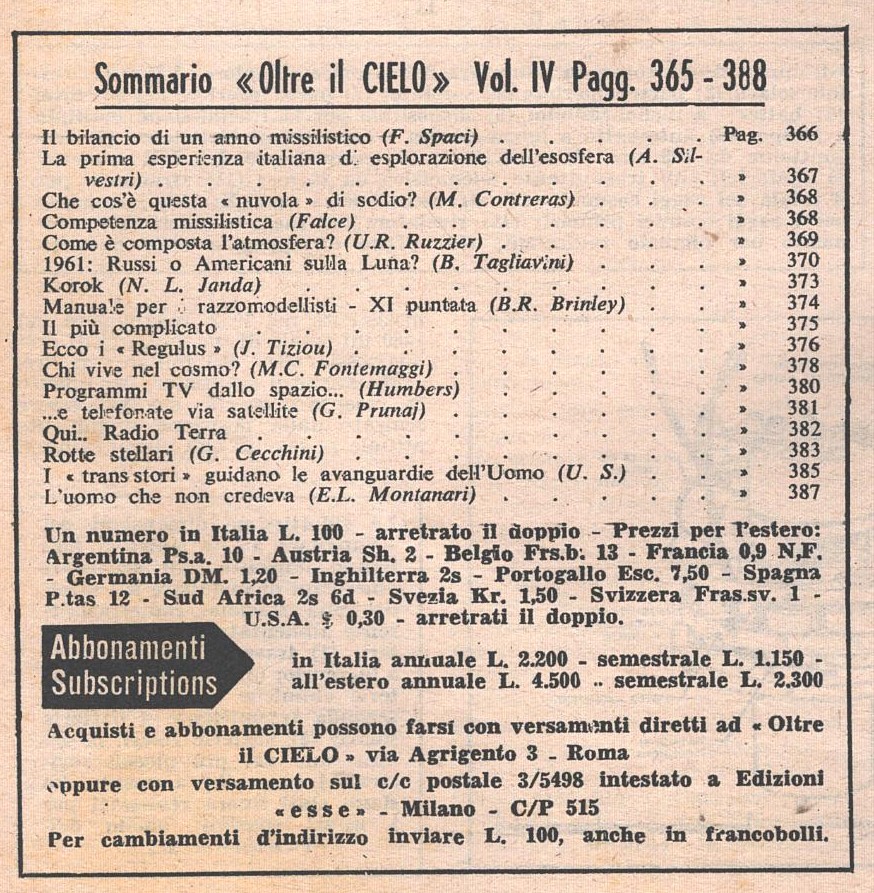 Sommario «Oltre il CIELO» Vol. IV Pagg. 365 - 388
Il bilancio di un anno missilistico (F. Spaci) . . . . . Pag. 366
La prima esperienza italiana di esplorazione dell'esosfera (A. Sil-
vestri) . . . . . . . . . . . . » 367
Che cos'è questa « nuvola » di sodio? (M. Contreras) . . . » 368
Competenza missilistica (Falce) . . . . . . . . » 368
Come è composta l'atmosfera? (U.R. Ruzzier) . . . . . » 369
1961: Russi o Americani sulla Luna? (B. Tagliavini) . . . » 370
Korok (N. L. Janda) . . . . . . . . . » 373
Manuale per i razzomodellisti - XI puntata (B.R. Brinley) . . » 374
Il più complicato . . . . . . . . . . » 375
Ecco i « Regulus » (J. Tiziou) . . . . . . . . » 376
Chi vive nel cosmo? (M.C. Fontemaggi) . . . . . . » 378
Programmi TV dallo spazio... (Humbers) . . . . . » 380
...e telefonate via satellite (G. Prunaj) . . . . . . » 381
Qui.. Radio Terra . . . . . . . . . . » 382
Rotte stellari (G. Cecchini) . . . . . . . . » 383
I « transistori » guidano le avanguardie dell'Uomo (U. S.) . . » 385
L'uomo che non credeva (E.L. Montanari) . . . . . » 387
Un numero in Italia L. 100 - arretrato il doppio - Prezzi per l'estero:
Argentina Ps.a. 10 - Austria Sh. 2 - Belgio Frs.b. 13 - Francia 0,9 N.F.
- Germania DM. 1,20 - Inghilterra 2s - Portogallo Esc. 7,50 - Spagna
P.tas 12 - Sud Africa 2s 6d - Svezia Kr. 1,50 - Svizzera Fras.sv. 1 -
U.S.A. $ 0,30 - arretrati il doppio.
Abbonamenti
Subscriptions
in Italia annuale L. 2.200 - semestrale L. 1.150 -
all'estero annuale L. 4.500 .. semestrale L. 2.300
Acquisti e abbonamenti possono farsi con versamenti diretti ad « Oltre
il CIELO » via Agrigento 3 - Roma
oppure con versamento sul c/c postale 3/5498 intestato a Edizioni
«esse» - Milano - C/P 515
Per cambiamenti d'indirizzo inviare L. 100, anche in francobolli.